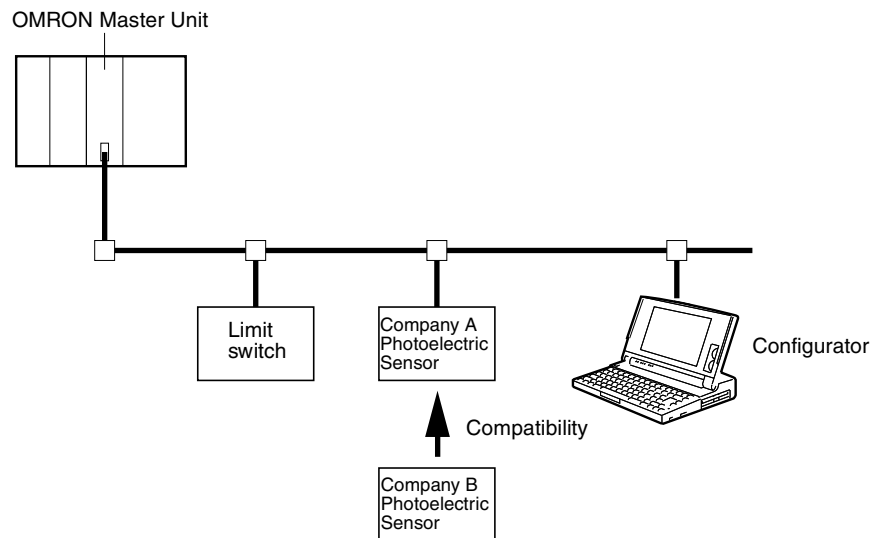 OMRON Master Unit
Limit
switch
Company A
Photoelectric
Sensor
Configurator
Compatibility
Company B
Photoelectric
Sensor